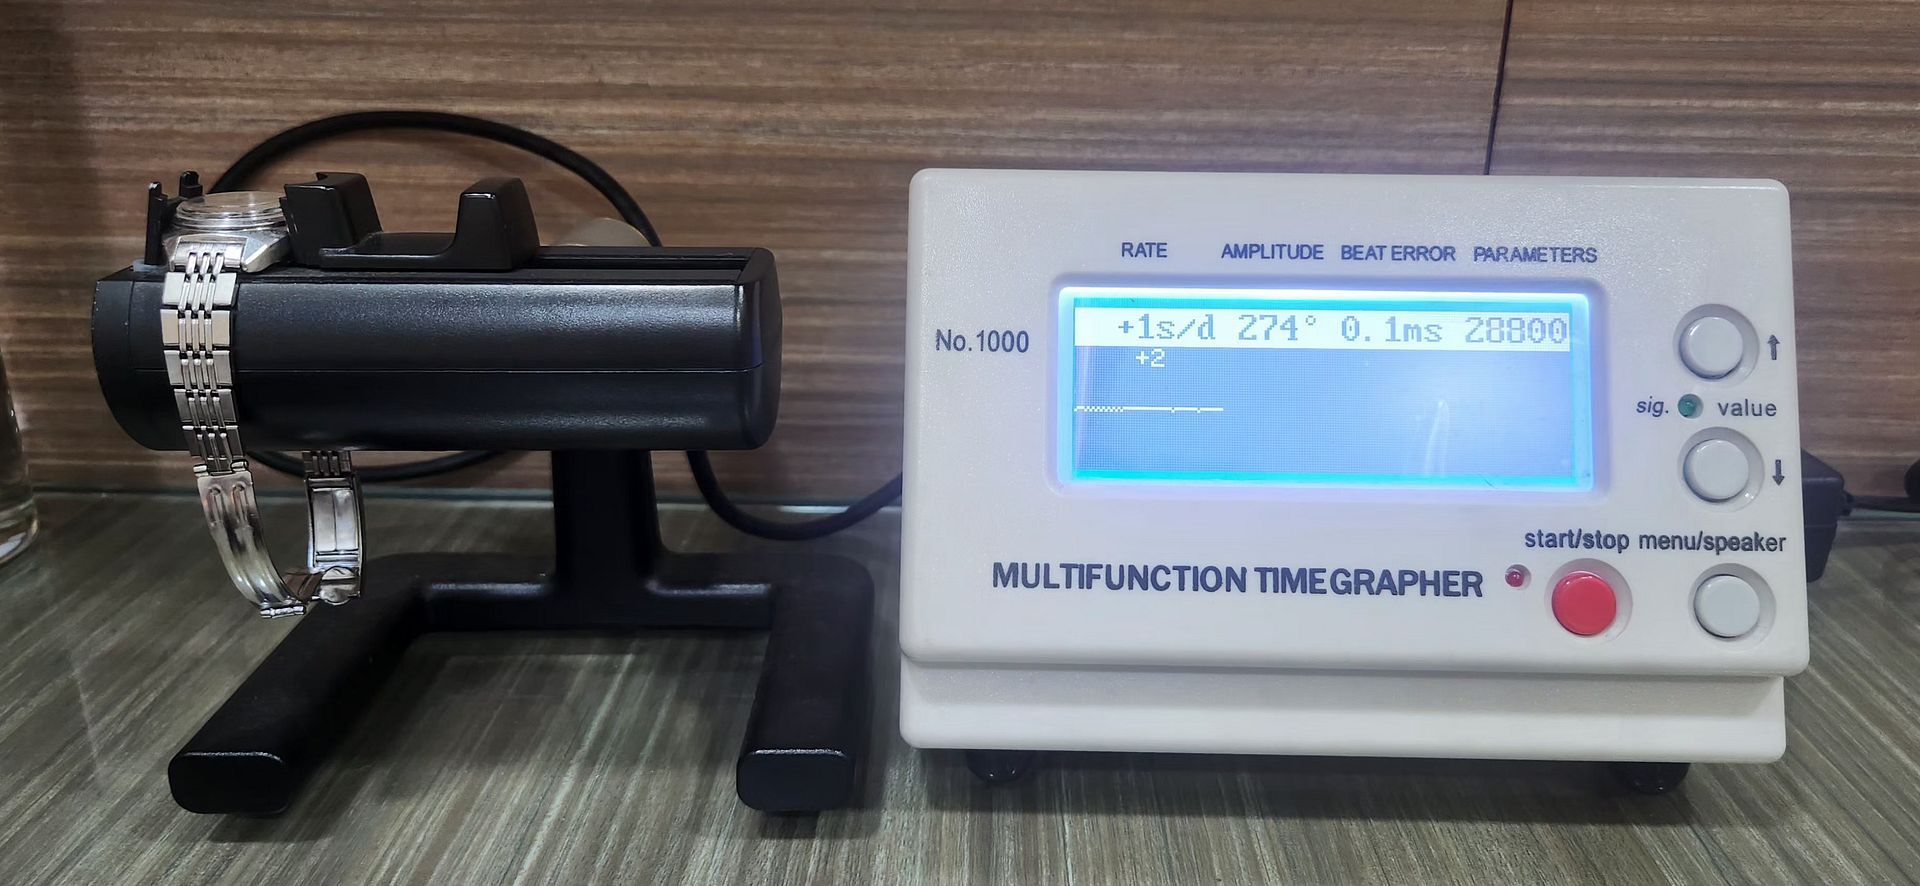 RATE AMPLITUDE BEAT ERROR PARAMETERS
+1s/d 274° 0.1ms 28800
+2
No.1000
↑
sig. value
↓
start/stop menu/speaker
MULTIFUNCTION TIMEGRAPHER